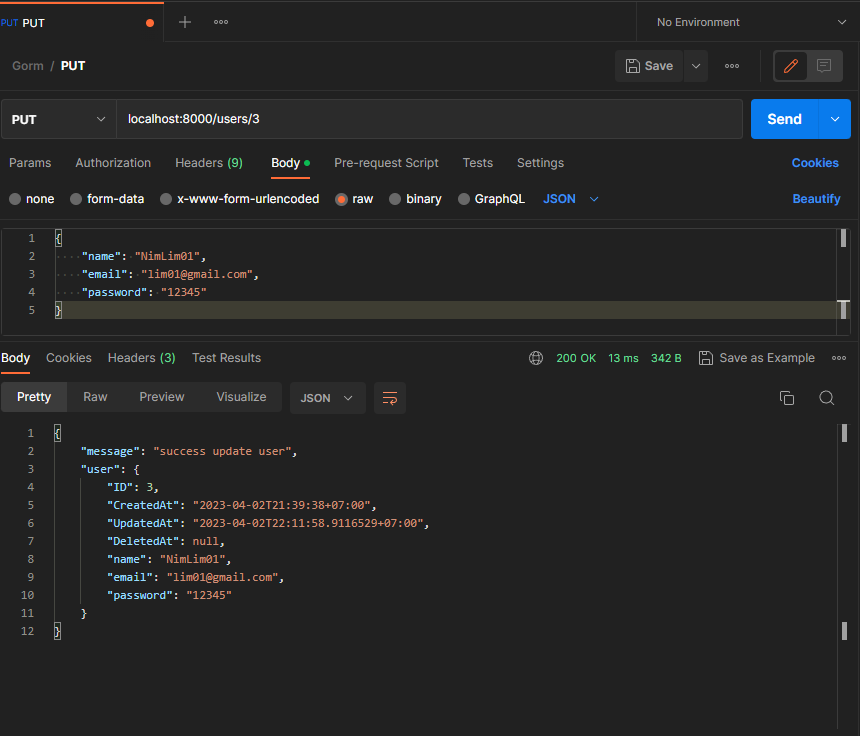 PUT PUT
No Environment
Gorm / PUT
Save
PUT localhost:8000/users/3 Send
Params Authorization Headers (9) Body Pre-request Script Tests Settings Cookies
none form-data x-www-form-urlencoded raw binary GraphQL JSON Beautify
1 {
2 "name": "NimLim01",
3 "email": "lim01@gmail.com",
4 "password": "12345"
5 }
Body Cookies Headers (3) Test Results 200 OK 13 ms 342 B Save as Example
Pretty Raw Preview Visualize JSON
1 {
2 "message": "success update user",
3 "user": {
4 "ID": 3,
5 "CreatedAt": "2023-04-02T21:39:38+07:00",
6 "UpdatedAt": "2023-04-02T22:11:58.9116529+07:00",
7 "DeletedAt": null,
8 "name": "NimLim01",
9 "email": "lim01@gmail.com",
10 "password": "12345"
11 }
12 }